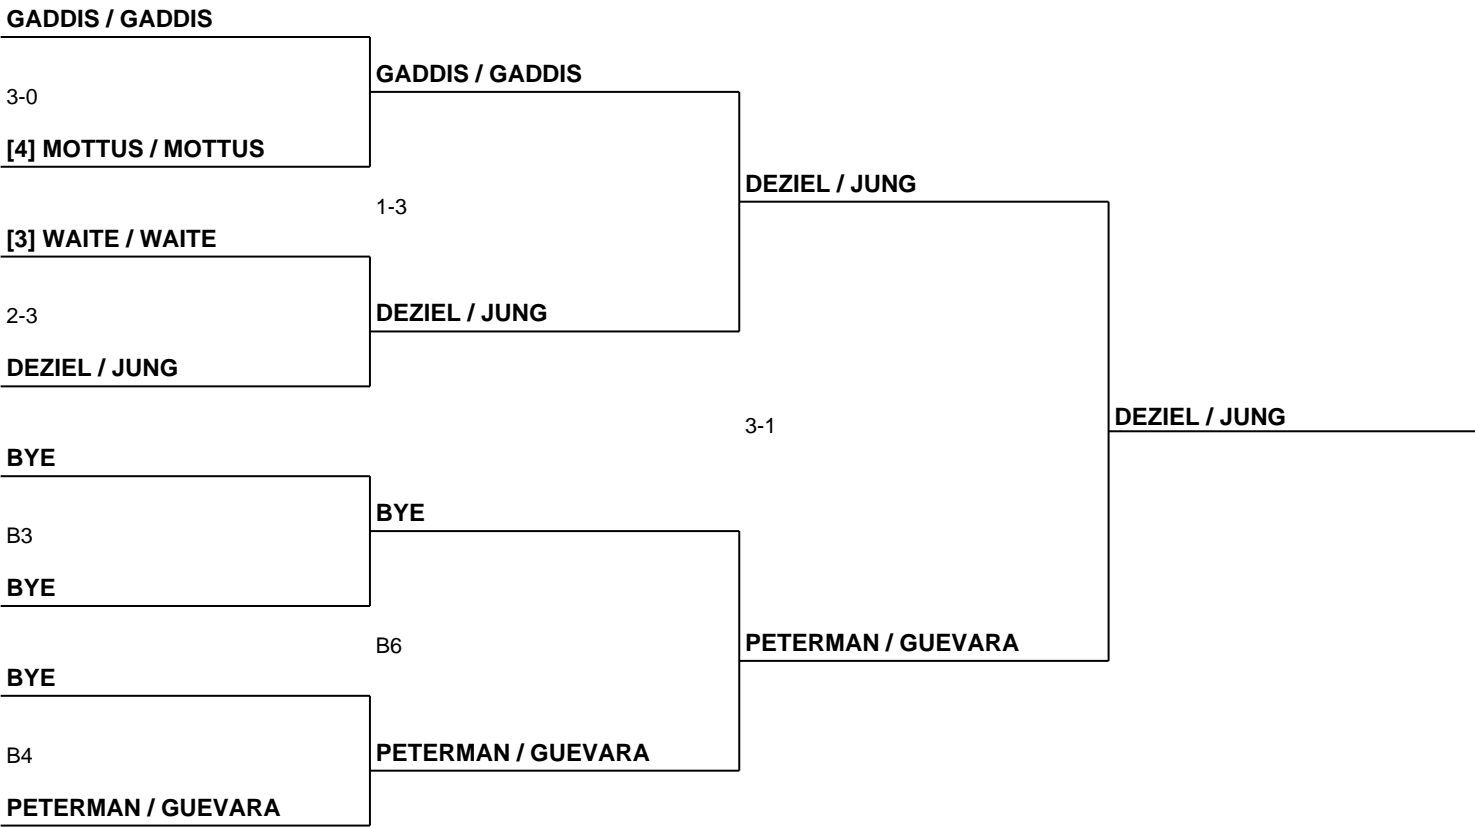 GADDIS / GADDIS
3-0
[4] MOTTUS / MOTTUS
[3] WAITE / WAITE
2-3
DEZIEL / JUNG
BYE
B3
BYE
BYE
B4
PETERMAN / GUEVARA
GADDIS / GADDIS
1-3
DEZIEL / JUNG
BYE
B6
PETERMAN / GUEVARA
DEZIEL / JUNG
3-1
PETERMAN / GUEVARA
DEZIEL / JUNG